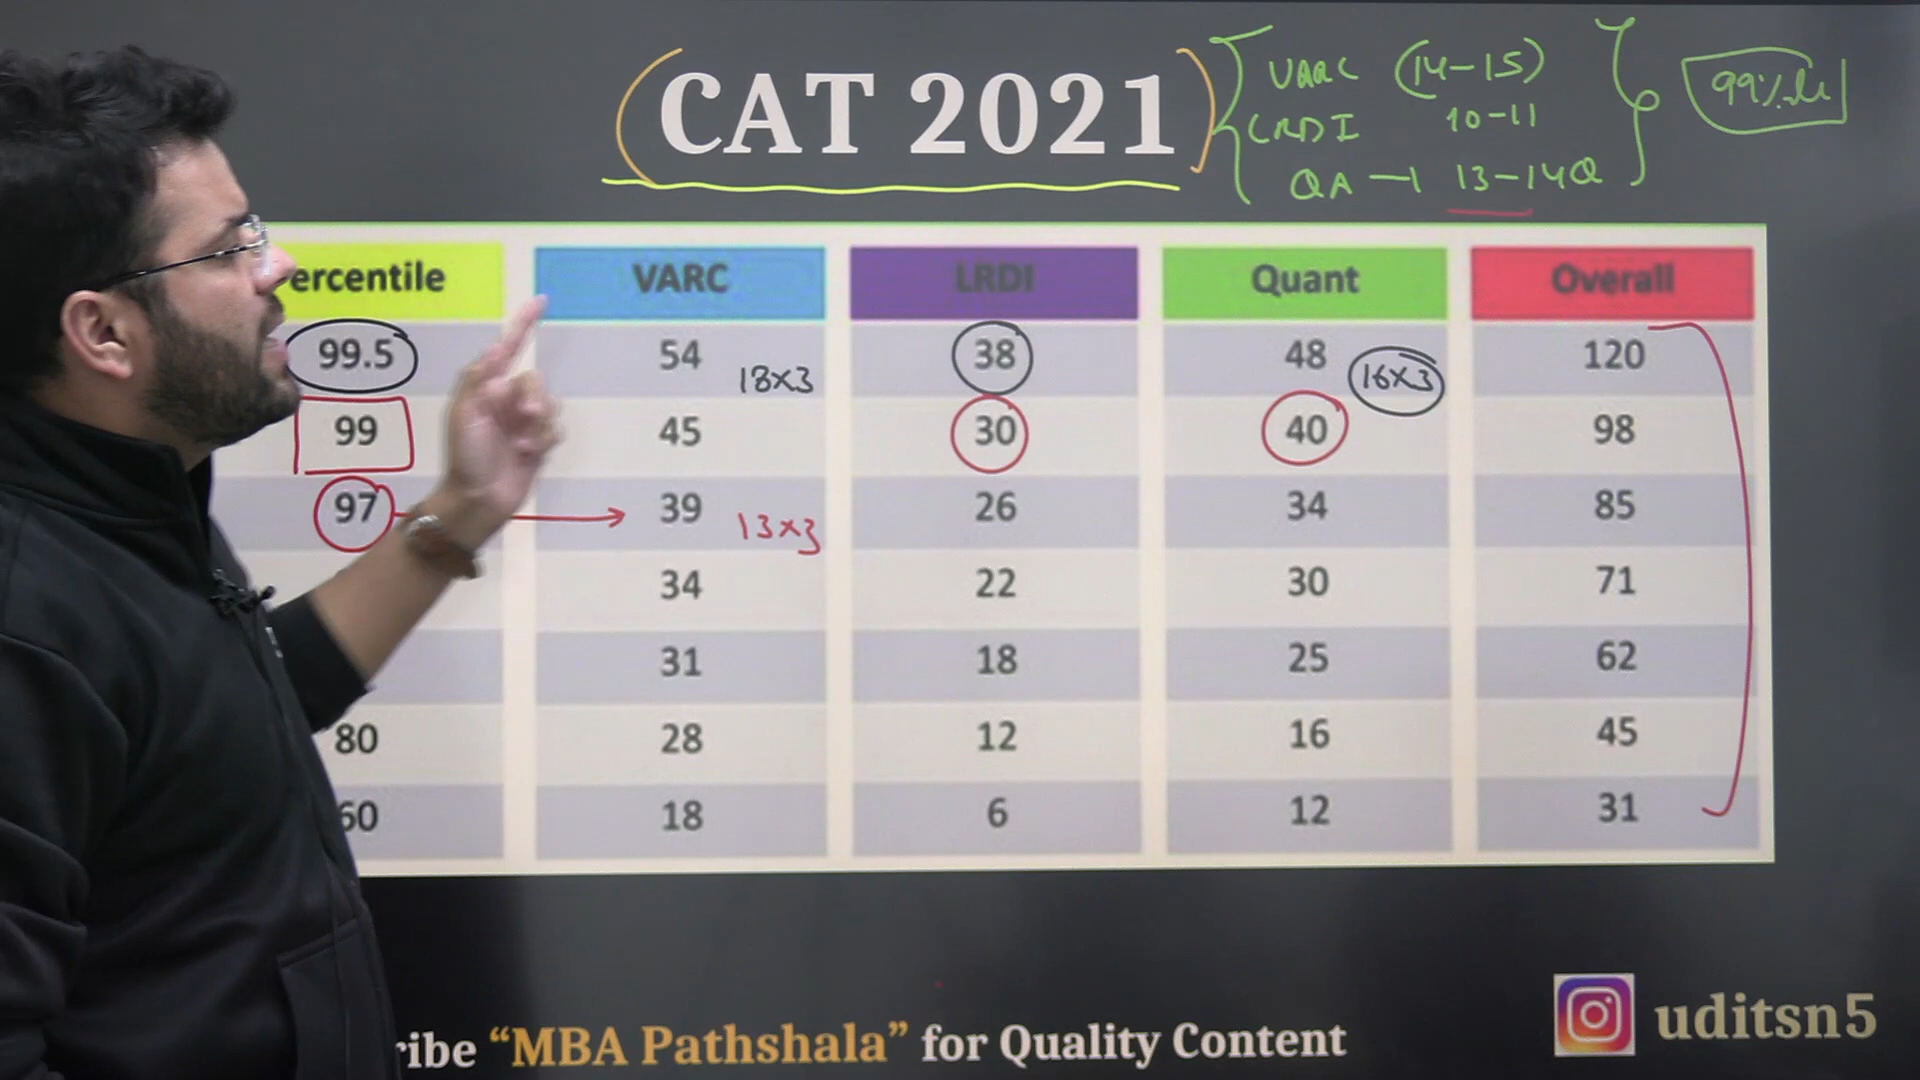 CAT 2021
VARC (14-15)
LRDI 10-11
QA 13-14Q
99%ile
ercentile VARC LRDI Quant Overall
99.5 54 18x3 38 48 16x3 120
99 45 30 40 98
97 39 13x3 26 34 85
34 22 30 71
31 18 25 62
80 28 12 16 45
60 18 6 12 31
ribe “MBA Pathshala” for Quality Content
uditsn5